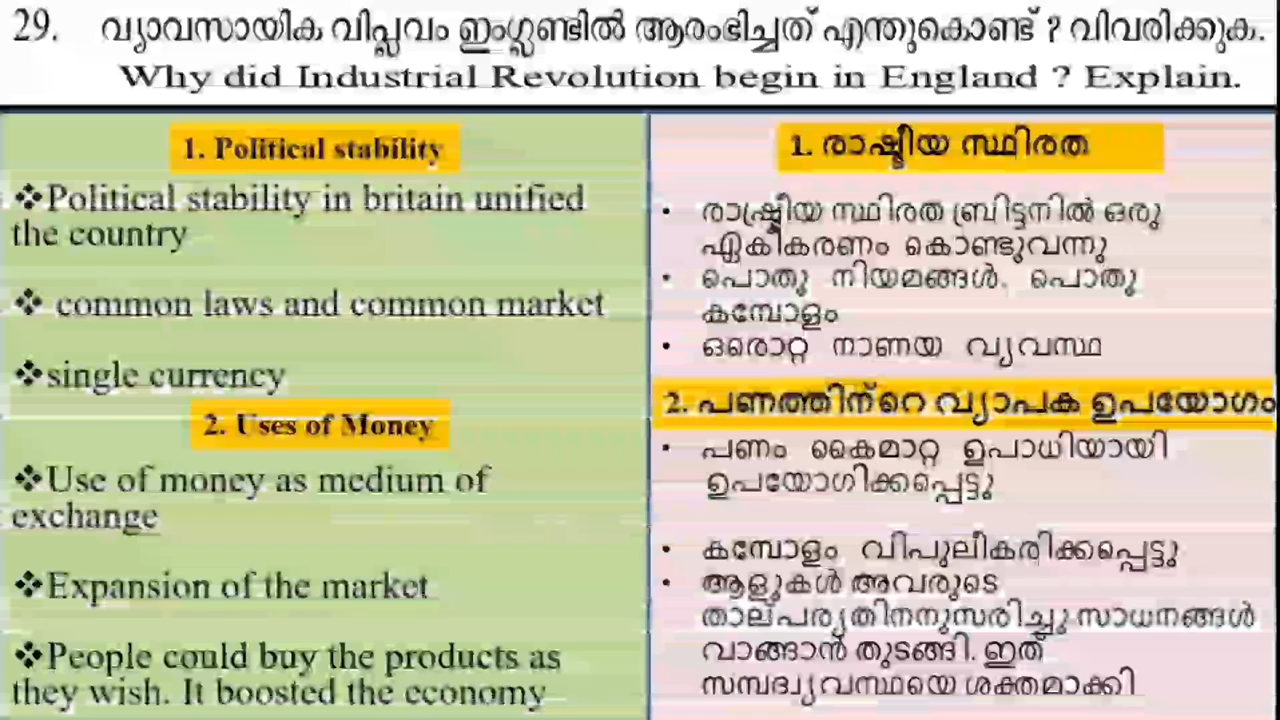 29. വ്യാവസായിക വിപ്ലവം ഇംഗ്ലണ്ടിൽ ആരംഭിച്ചത് എന്തുകൊണ്ട് ? വിവരിക്കുക.
Why did Industrial Revolution begin in England ? Explain.
1. Political stability
❖Political stability in britain unified
the country
❖ common laws and common market
❖single currency
2. Uses of Money
❖Use of money as medium of
exchange
❖Expansion of the market
❖People could buy the products as
they wish. It boosted the economy
1. രാഷ്ട്രീയ സ്ഥിരത
• രാഷ്ട്രീയ സ്ഥിരത ബ്രിട്ടനിൽ ഒരു
ഏകീകരണം കൊണ്ടുവന്നു
• പൊതു നിയമങ്ങൾ, പൊതു
കമ്പോളം
• ഒരൊറ്റ നാണയ വ്യവസ്ഥ
2. പണത്തിന്റെ വ്യാപക ഉപയോഗം
• പണം കൈമാറ്റ ഉപാധിയായി
ഉപയോഗിക്കപ്പെട്ടു
• കമ്പോളം വിപുലീകരിക്കപ്പെട്ടു
• ആളുകൾ അവരുടെ
താല്പര്യതിനനുസരിച്ചു സാധനങ്ങൾ
വാങ്ങാൻ തുടങ്ങി. ഇത്
സമ്പദ്വ്യവസ്ഥയെ ശക്തമാക്കി